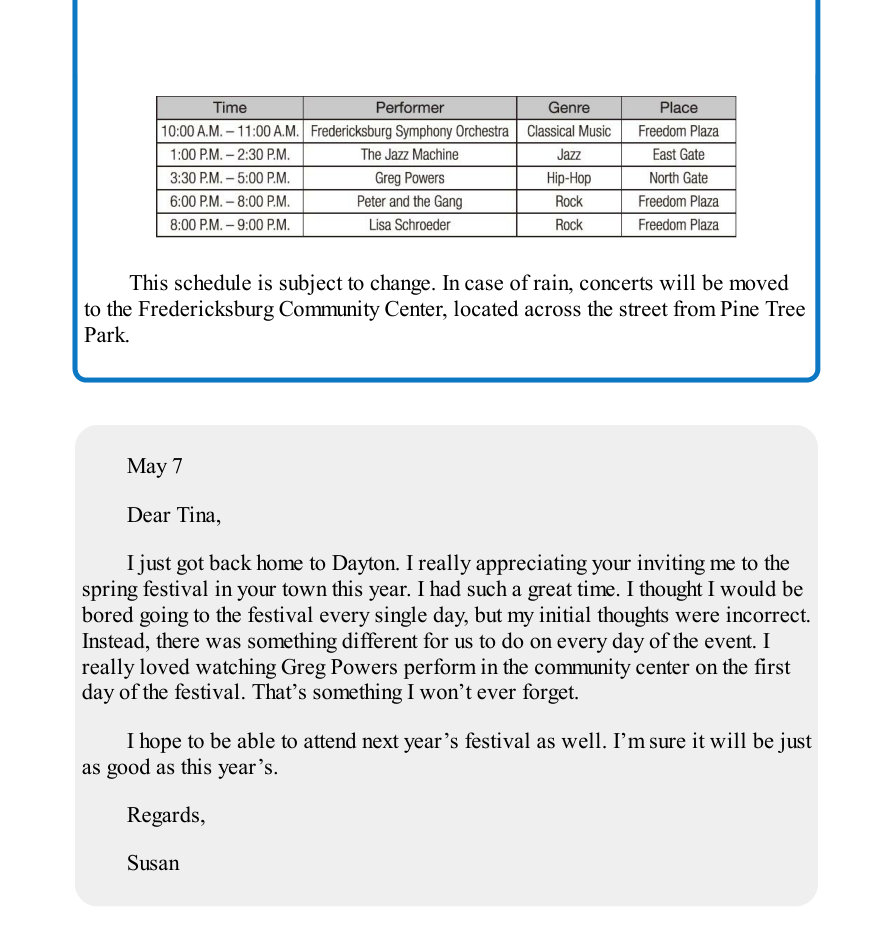 Time Performer Genre Place
10:00 A.M. – 11:00 A.M. Fredericksburg Symphony Orchestra Classical Music Freedom Plaza
1:00 P.M. – 2:30 P.M. The Jazz Machine Jazz East Gate
3:30 P.M. – 5:00 P.M. Greg Powers Hip-Hop North Gate
6:00 P.M. – 8:00 P.M. Peter and the Gang Rock Freedom Plaza
8:00 P.M. – 9:00 P.M. Lisa Schroeder Rock Freedom Plaza
This schedule is subject to change. In case of rain, concerts will be moved
to the Fredericksburg Community Center, located across the street from Pine Tree
Park.
May 7
Dear Tina,
I just got back home to Dayton. I really appreciating your inviting me to the
spring festival in your town this year. I had such a great time. I thought I would be
bored going to the festival every single day, but my initial thoughts were incorrect.
Instead, there was something different for us to do on every day of the event. I
really loved watching Greg Powers perform in the community center on the first
day of the festival. That’s something I won’t ever forget.
I hope to be able to attend next year’s festival as well. I’m sure it will be just
as good as this year’s.
Regards,
Susan